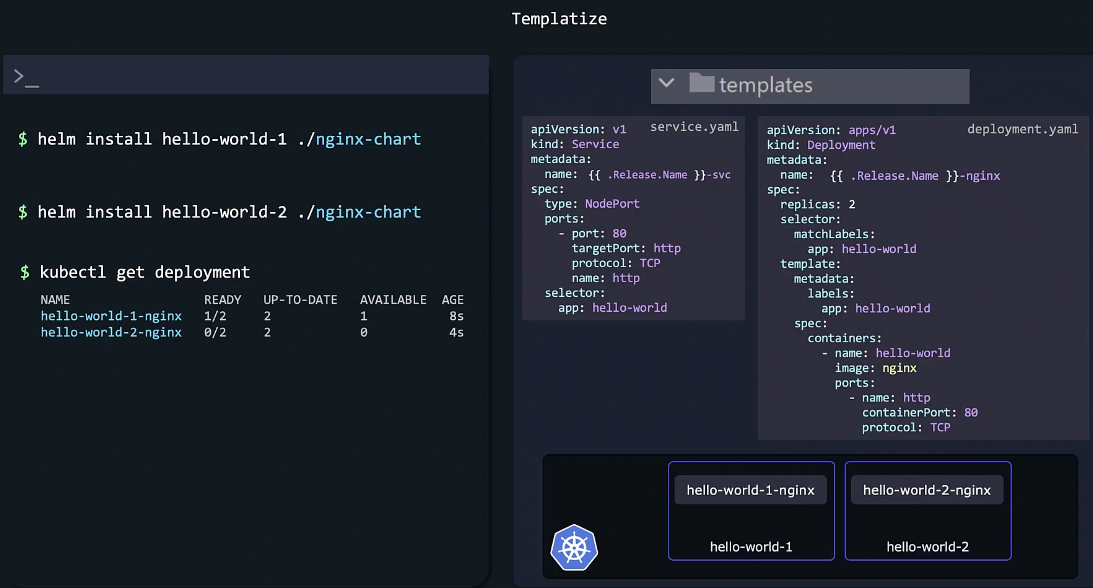 Templatize
>_
$ helm install hello-world-1 ./nginx-chart
$ helm install hello-world-2 ./nginx-chart
$ kubectl get deployment
NAME READY UP-TO-DATE AVAILABLE AGE
hello-world-1-nginx 1/2 2 1 8s
hello-world-2-nginx 0/2 2 0 4s
templates
service.yaml
apiVersion: v1
kind: Service
metadata:
  name: {{ .Release.Name }}-svc
spec:
  type: NodePort
  ports:
    - port: 80
      targetPort: http
      protocol: TCP
      name: http
  selector:
    app: hello-world
deployment.yaml
apiVersion: apps/v1
kind: Deployment
metadata:
  name: {{ .Release.Name }}-nginx
spec:
  replicas: 2
  selector:
    matchLabels:
      app: hello-world
  template:
    metadata:
      labels:
        app: hello-world
    spec:
      containers:
        - name: hello-world
          image: nginx
          ports:
            - name: http
              containerPort: 80
              protocol: TCP
hello-world-1-nginx
hello-world-1
hello-world-2-nginx
hello-world-2